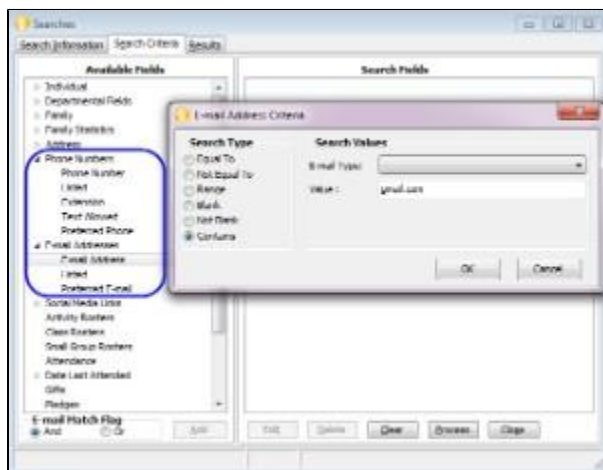 Searches
Search Information
Search Criteria
Results
Available Fields
Search Fields
Individual
Departmental Fields
Family
Family Statistics
Address
Phone Numbers
Phone Number
Listed
Extension
Text Allowed
Preferred Phone
E-mail Addresses
E-mail Address
Listed
Preferred E-mail
Social Media Links
Activity Rosters
Class Rosters
Small Group Rosters
Attendance
Date Last Attended
Gifts
Pledges
E-mail Address Criteria
Search Type
Equal To
Not Equal To
Range
Blank
Not Blank
Contains
Search Values
E-mail Type:
Value :
gmail.com
OK
Cancel
E-mail Match Flag
And
Or
Add
Edit
Delete
Clear
Browse
Close